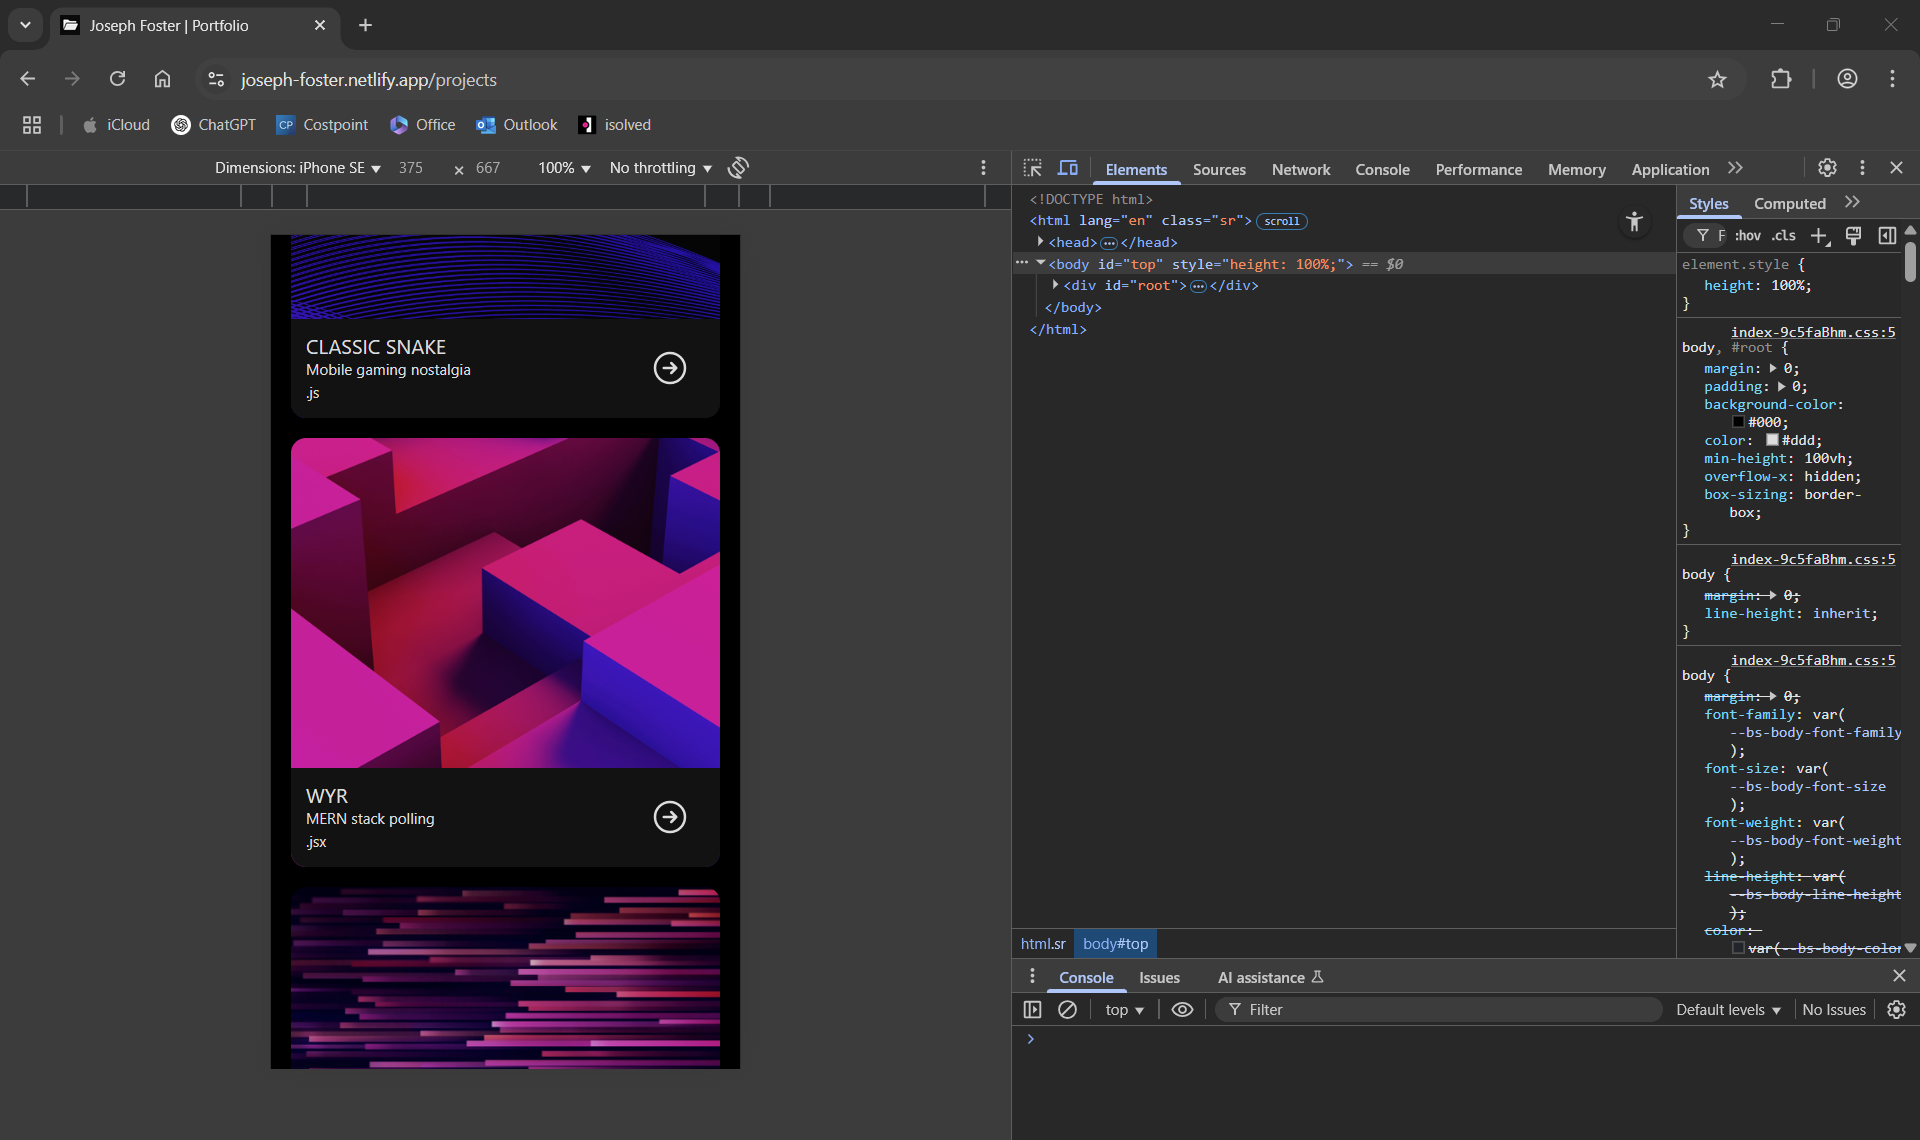 Joseph Foster | Portfolio
joseph-foster.netlify.app/projects
iCloud
ChatGPT
CP Costpoint
Office
Outlook
isolved
Dimensions: iPhone SE 375 × 667 100% No throttling
CLASSIC SNAKE
Mobile gaming nostalgia
.js
WYR
MERN stack polling
.jsx
Elements Sources Network Console Performance Memory Application
<!DOCTYPE html>
<html lang="en" class="sr"> scroll
<head> </head>
<body id="top" style="height: 100%;"> == $0
<div id="root"> </div>
</body>
</html>
html.sr body#top
Styles Computed
F :hov .cls
element.style {
height: 100%;
}
index-9c5faBhm.css:5
body, #root {
margin: 0;
padding: 0;
background-color:
#000;
color: #ddd;
min-height: 100vh;
overflow-x: hidden;
box-sizing: border-
box;
}
index-9c5faBhm.css:5
body {
margin: 0;
line-height: inherit;
}
index-9c5faBhm.css:5
body {
margin: 0;
font-family: var(
--bs-body-font-family
);
font-size: var(
--bs-body-font-size
);
font-weight: var(
--bs-body-font-weight
);
line-height: var(
--bs-body-line-height
);
color:
var(--bs-body-color
Console Issues AI assistance
top Filter Default levels No Issues